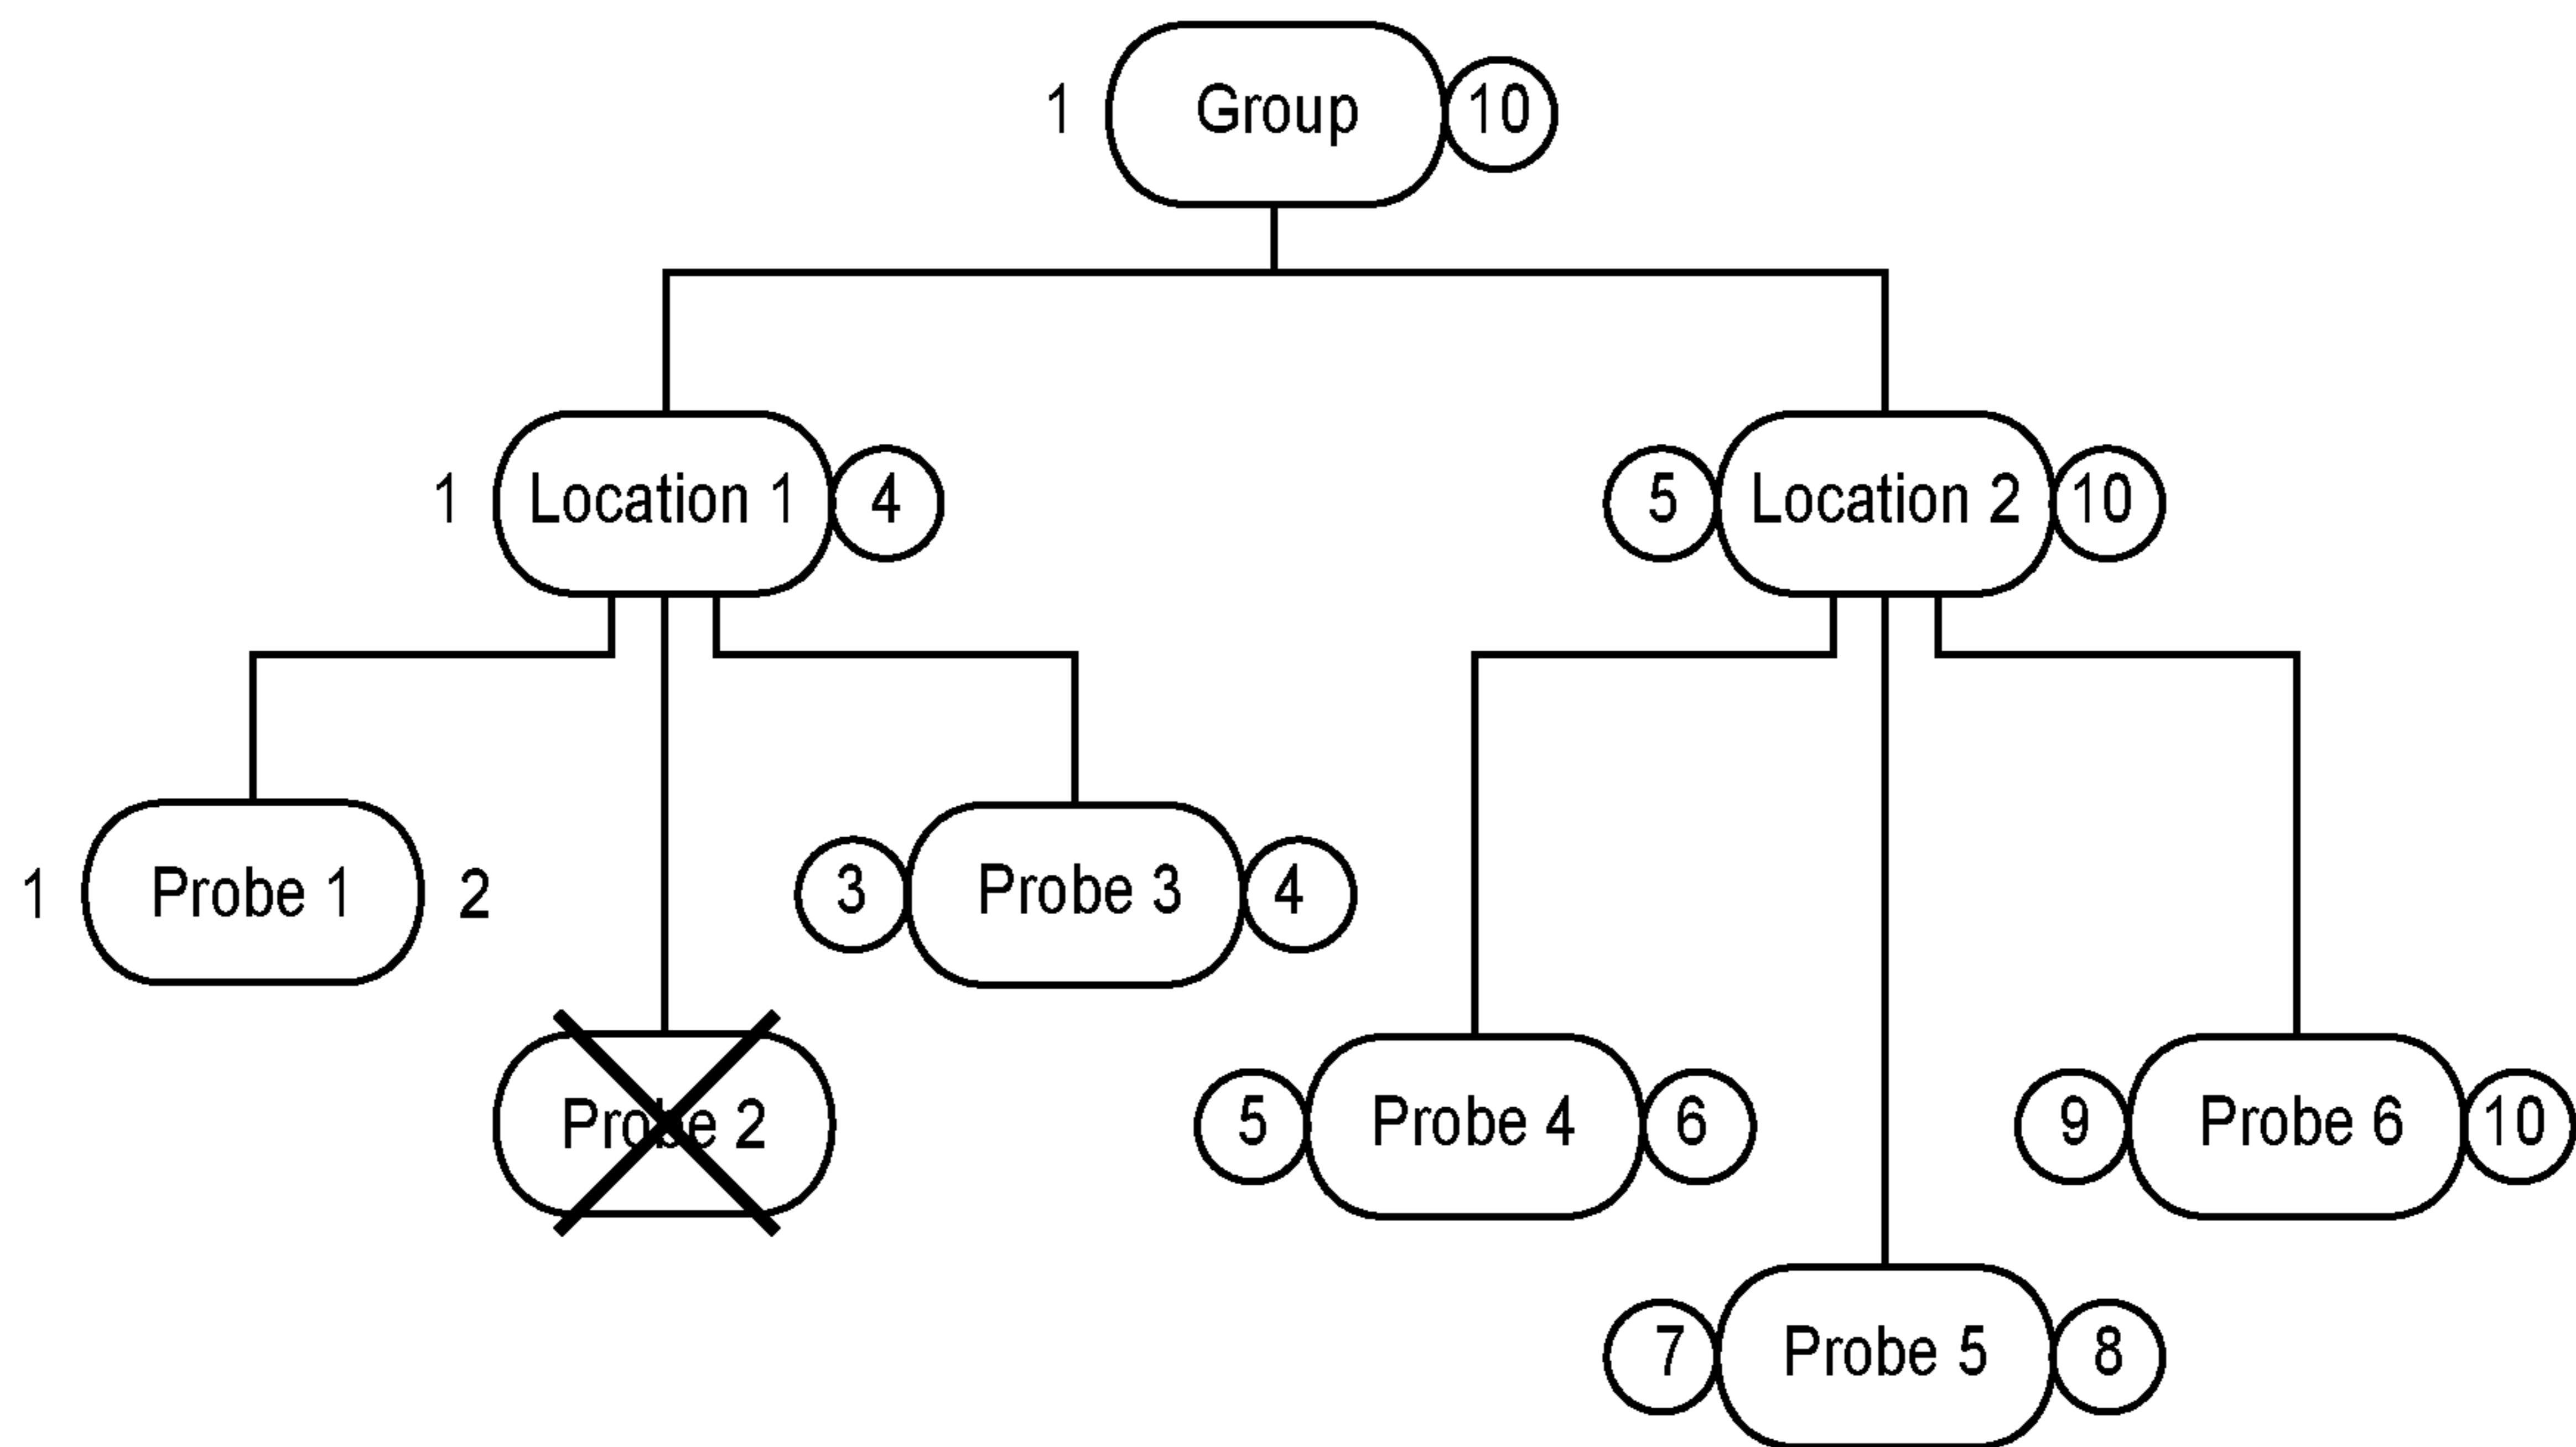 1 Group 10
1 Location 1 4
5 Location 2 10
1 Probe 1 2
3 Probe 3 4
Probe 2
5 Probe 4 6
9 Probe 6 10
7 Probe 5 8